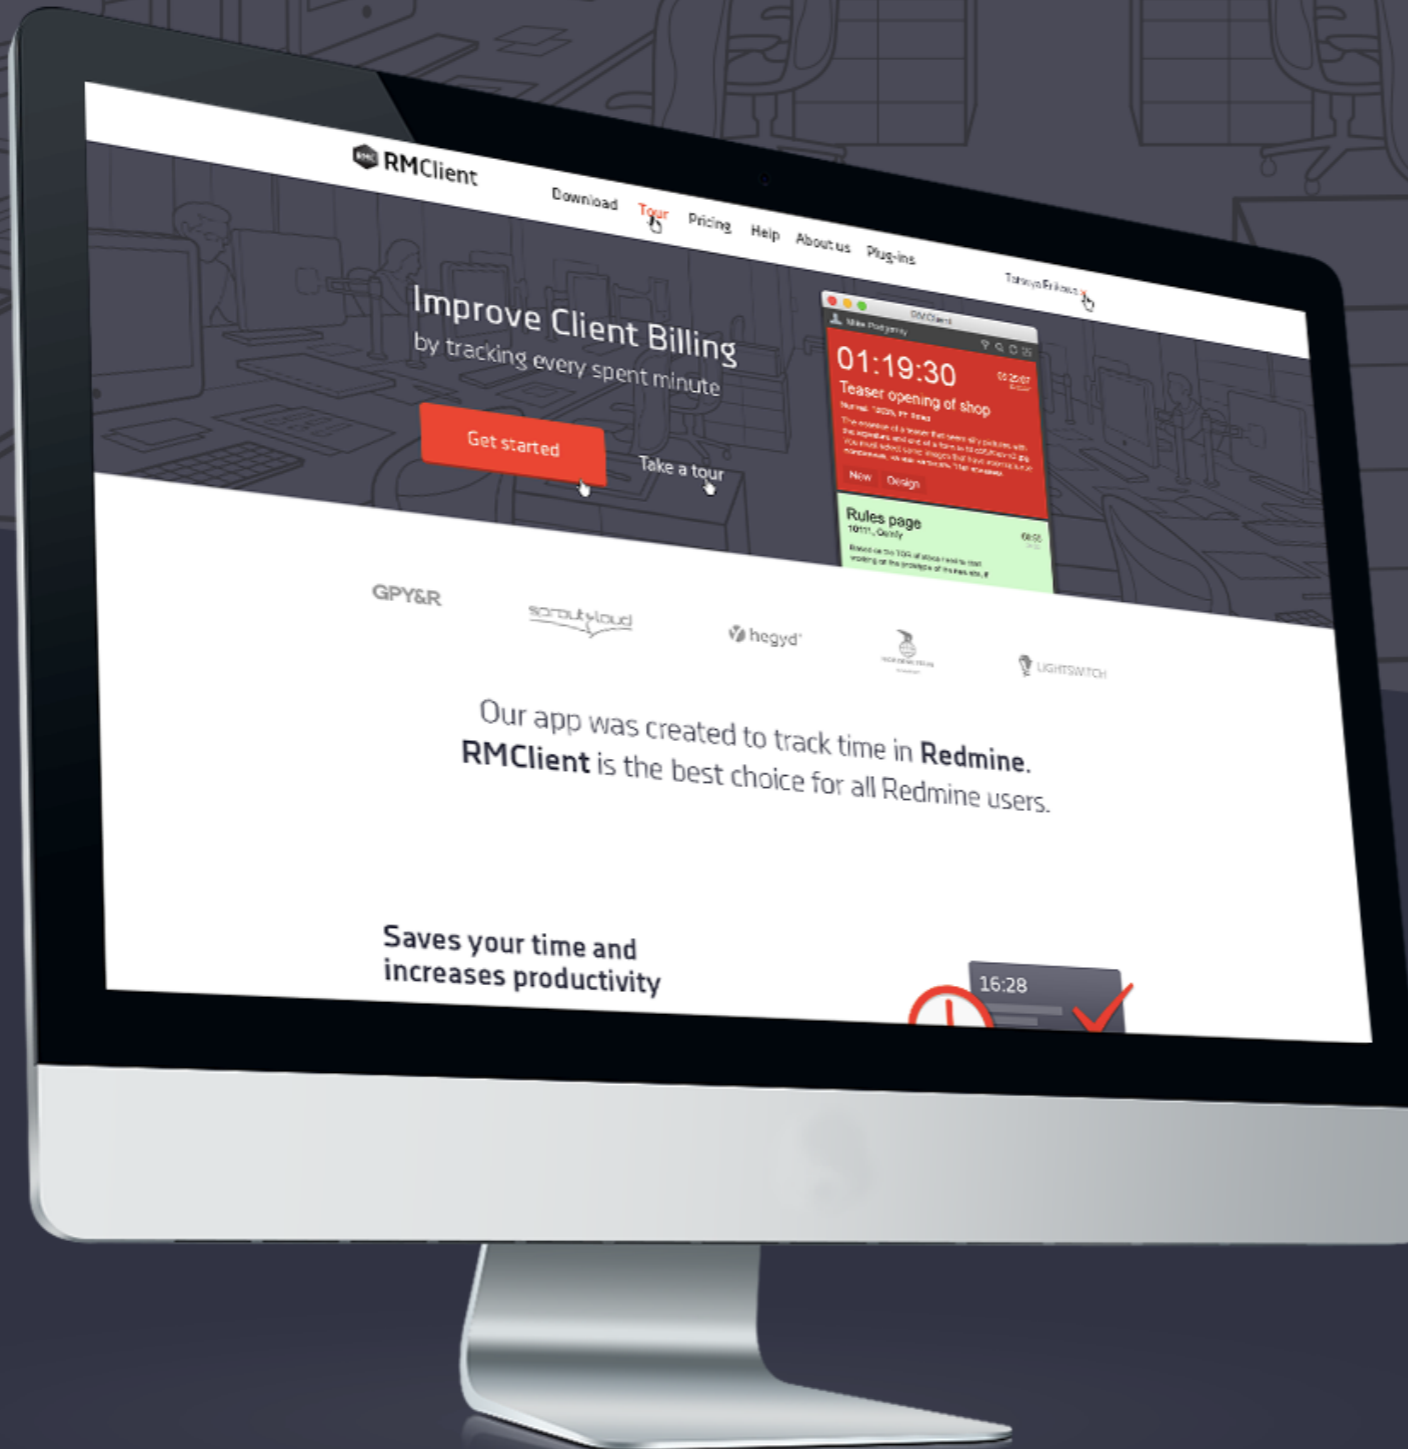 RMClient
Download Tour Pricing Help About us Plug-ins
Improve Client Billing
by tracking every spent minute
Get started
Take a tour
RMClient
Mike
01:19:30
Teaser opening of shop
New Design
Rules page
GPY&R
sproutloud
hegyd
LIGHTSWITCH
Our app was created to track time in Redmine.
RMClient is the best choice for all Redmine users.
Saves your time and
increases productivity
16:28